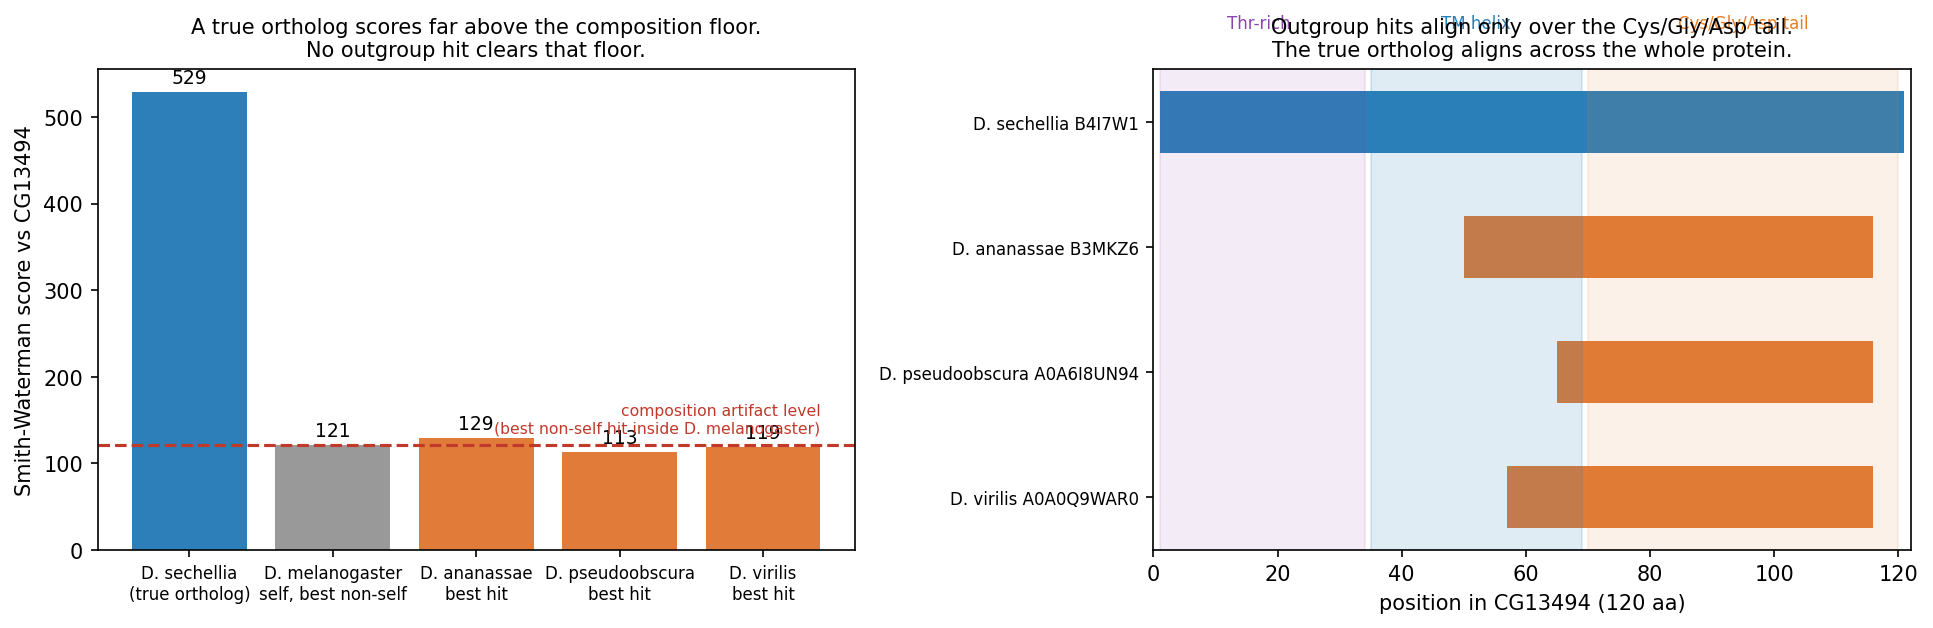 A true ortholog scores far above the composition floor.
No outgroup hit clears that floor.
Smith-Waterman score vs CG13494
500
400
300
200
100
0
529
121
129
113
119
composition artifact level
(best non-self hit inside D. melanogaster)
D. sechellia
(true ortholog)
D. melanogaster
self, best non-self
D. ananassae
best hit
D. pseudoobscura
best hit
D. virilis
best hit
Thr-rich
TM helix
Cys/Gly/Asp tail
Outgroup hits align only over the Cys/Gly/Asp tail.
The true ortholog aligns across the whole protein.
D. sechellia B4I7W1
D. ananassae B3MKZ6
D. pseudoobscura A0A6I8UN94
D. virilis A0A0Q9WAR0
0
20
40
60
80
100
120
position in CG13494 (120 aa)